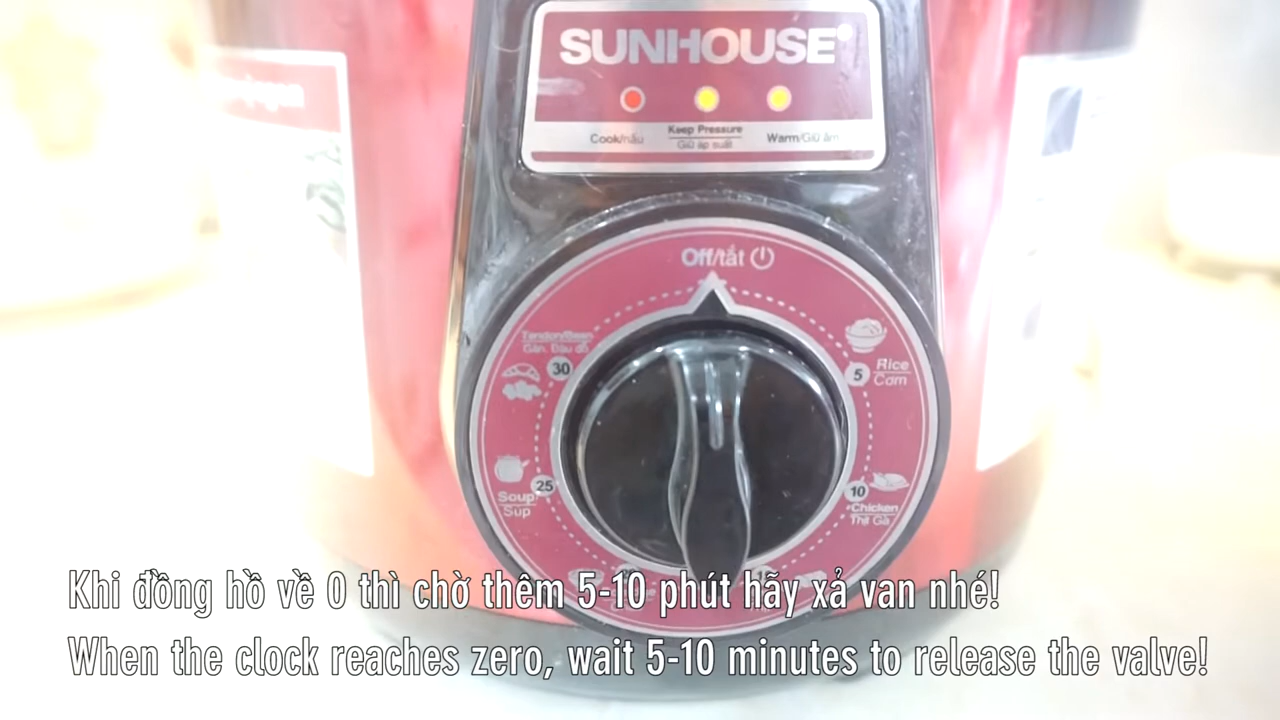 SUNHOUSE
Cook/nấu
Keep Pressure
Giữ áp suất
Warm/Giữ ấm
Off/tắt
Tendon/Bean
Gân, Đậu đỗ
30
5
Rice
Cơm
25
Soup
Súp
10
Chicken
Thịt Gà
Khi đồng hồ về 0 thì chờ thêm 5-10 phút hãy xả van nhé!
When the clock reaches zero, wait 5-10 minutes to release the valve!